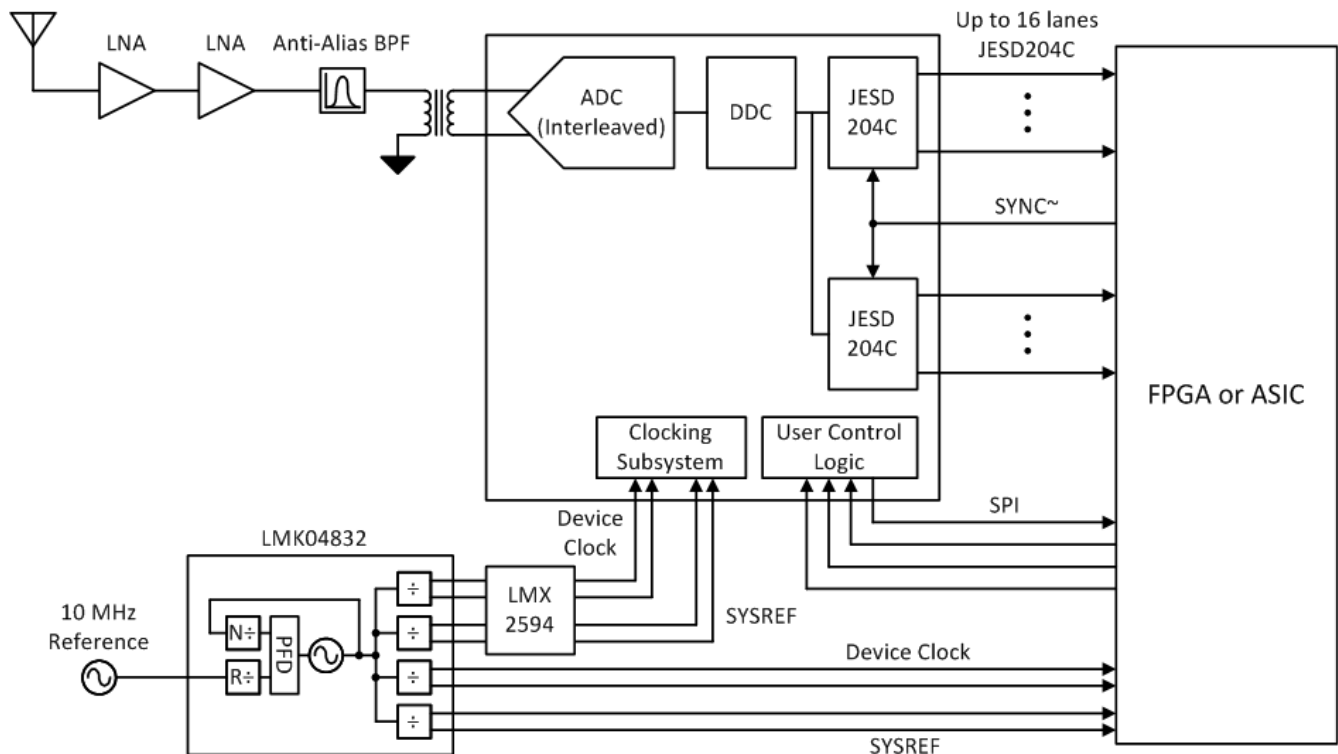 Up to 16 lanes
JESD204C
LNA
LNA
Anti-Alias BPF
ADC
(Interleaved)
DDC
JESD
204C
SYNC~
JESD
204C
FPGA or ASIC
Clocking
Subsystem
User Control
Logic
SPI
Device
Clock
LMK04832
÷
LMX
2594
10 MHz
Reference
N÷
PFD
R÷
÷
SYSREF
÷
Device Clock
÷
SYSREF